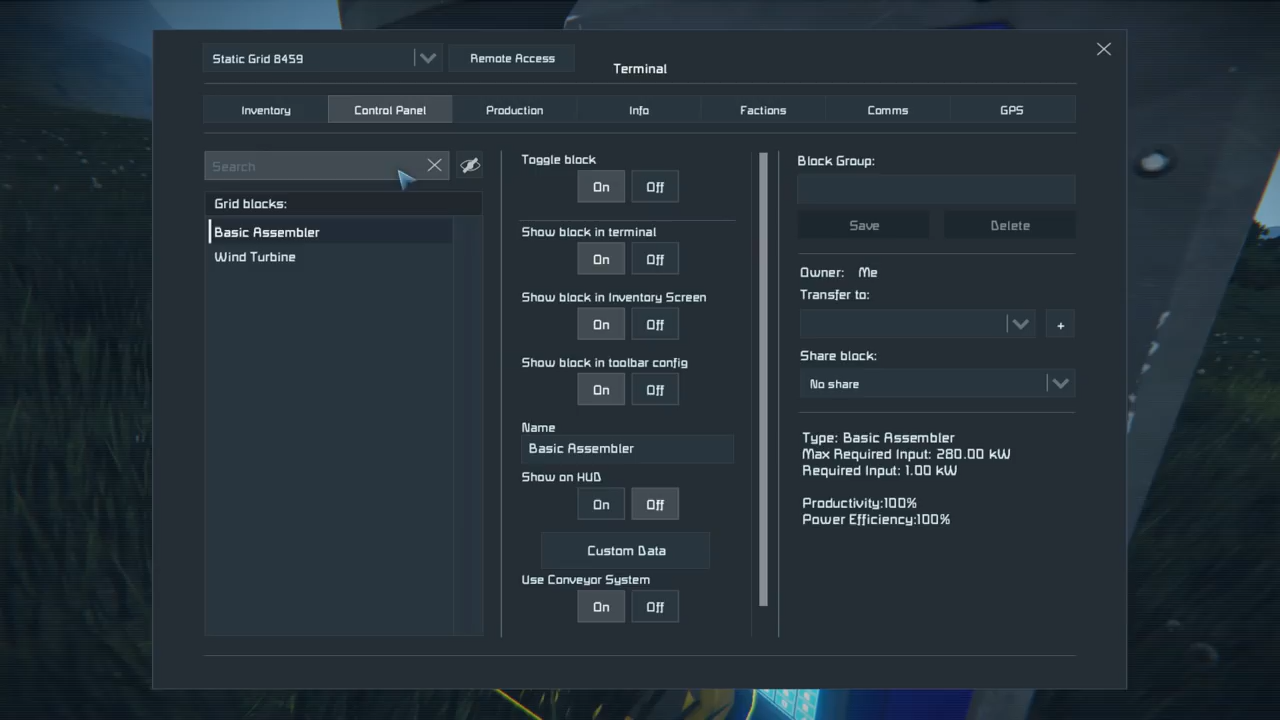 Static Grid 8459
Remote Access
Terminal
Inventory
Control Panel
Production
Info
Factions
Comms
GPS
Search
Grid blocks:
Basic Assembler
Wind Turbine
Toggle block
On
Off
Show block in terminal
On
Off
Show block in Inventory Screen
On
Off
Show block in toolbar config
On
Off
Name
Basic Assembler
Show on HUD
On
Off
Custom Data
Use Conveyor System
On
Off
Block Group:
Save
Delete
Owner: Me
Transfer to:
+
Share block:
No share
Type: Basic Assembler
Max Required Input: 280.00 kW
Required Input: 1.00 kW
Productivity:100%
Power Efficiency:100%